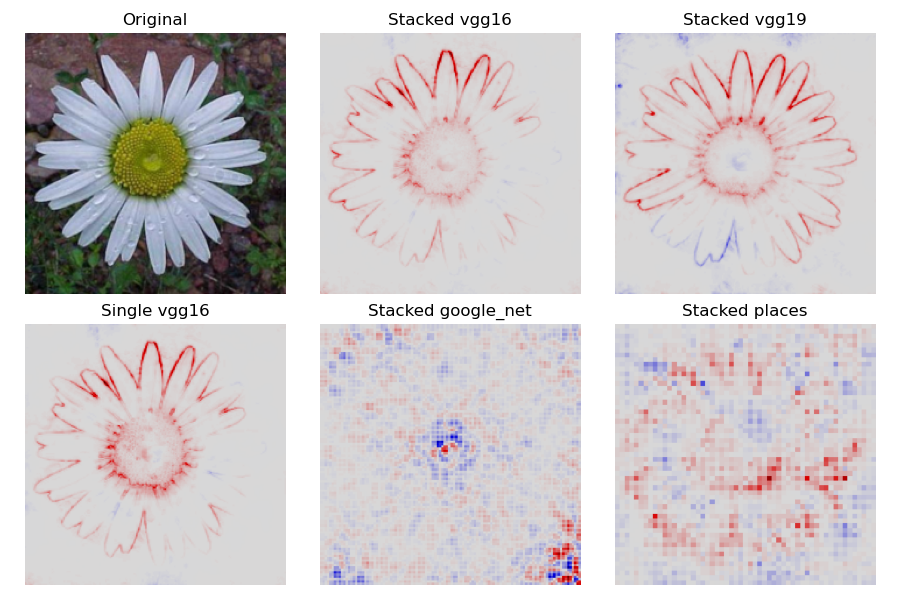 Original
Stacked vgg16
Stacked vgg19
Single vgg16
Stacked google_net
Stacked places